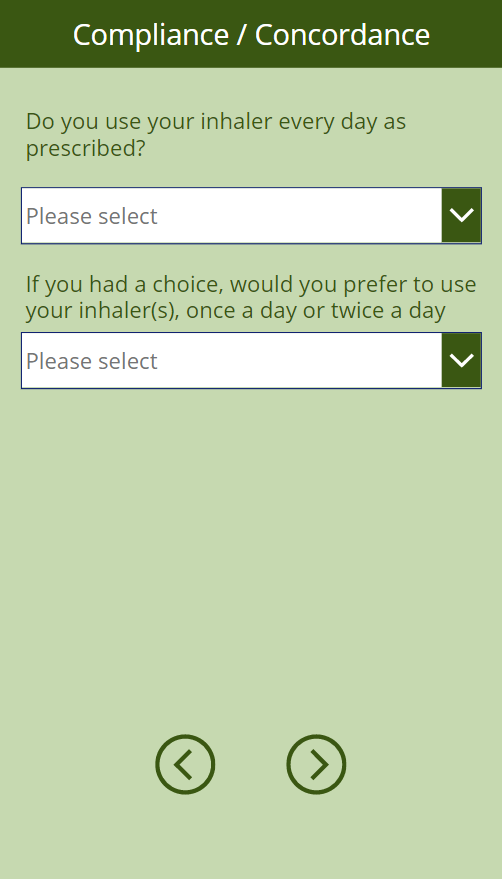 Compliance / Concordance
Do you use your inhaler every day as
prescribed?
Please select
If you had a choice, would you prefer to use
your inhaler(s), once a day or twice a day
Please select